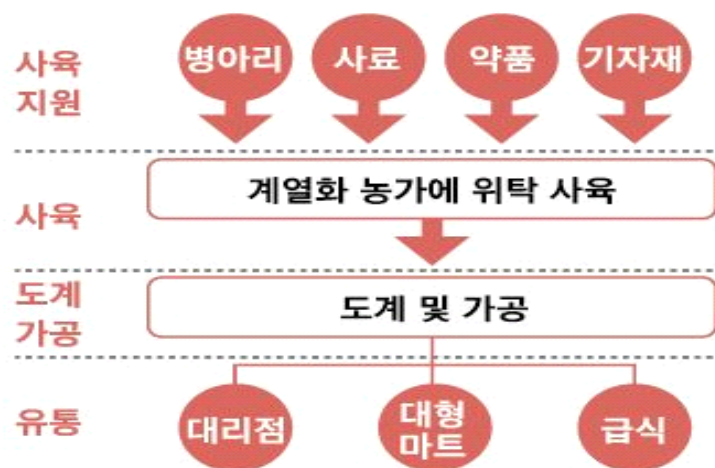 사육
지원
병아리 사료 약품 기자재
사육
계열화 농가에 위탁 사육
도계
가공
도계 및 가공
유통
대리점 대형
마트 급식